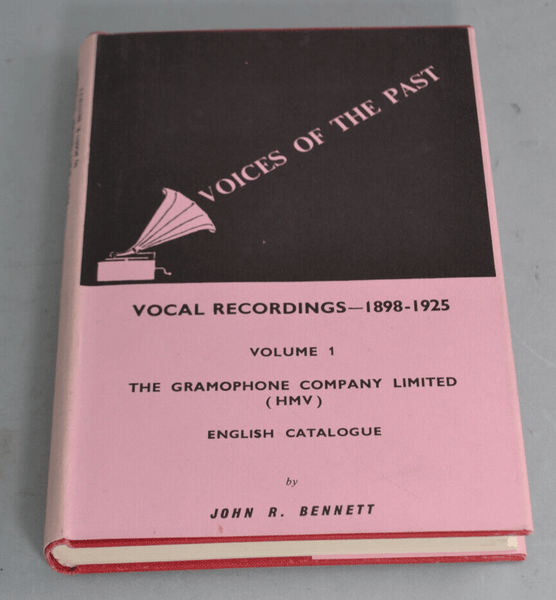 VOICES OF THE PAST
VOCAL RECORDINGS—1898-1925
VOLUME 1
THE GRAMOPHONE COMPANY LIMITED
(HMV)
ENGLISH CATALOGUE
by
JOHN R. BENNETT